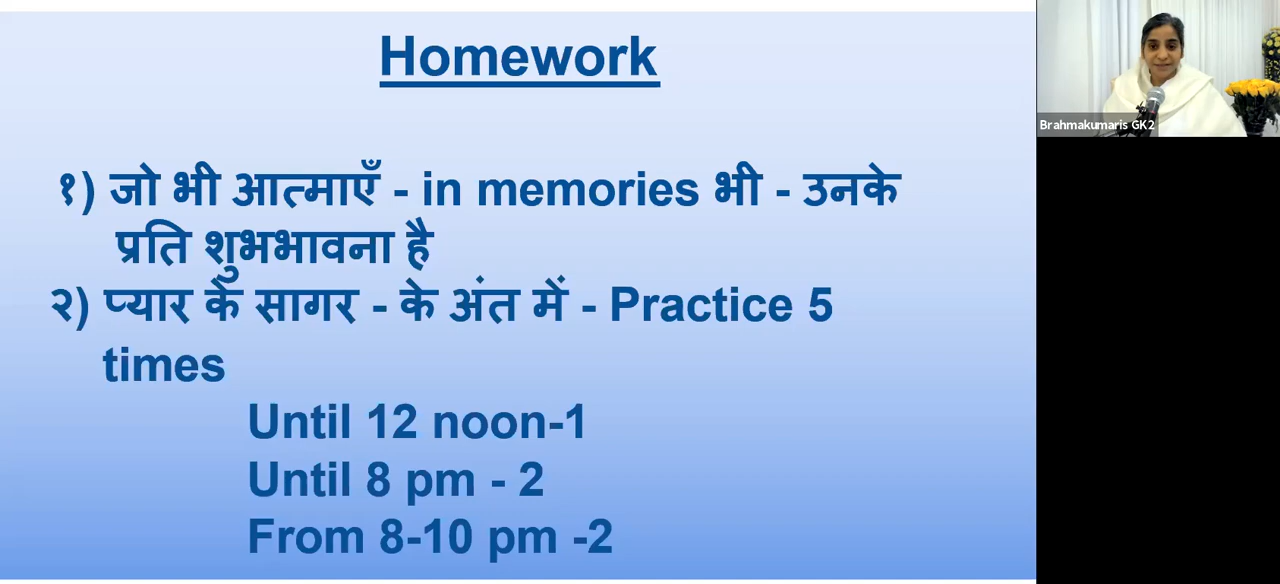 Homework
१) जो भी आत्माएँ - in memories भी - उनके
प्रति शुभभावना है
२) प्यार के सागर - के अंत में - Practice 5
times
Until 12 noon-1
Until 8 pm - 2
From 8-10 pm -2
Brahmakumaris GK2